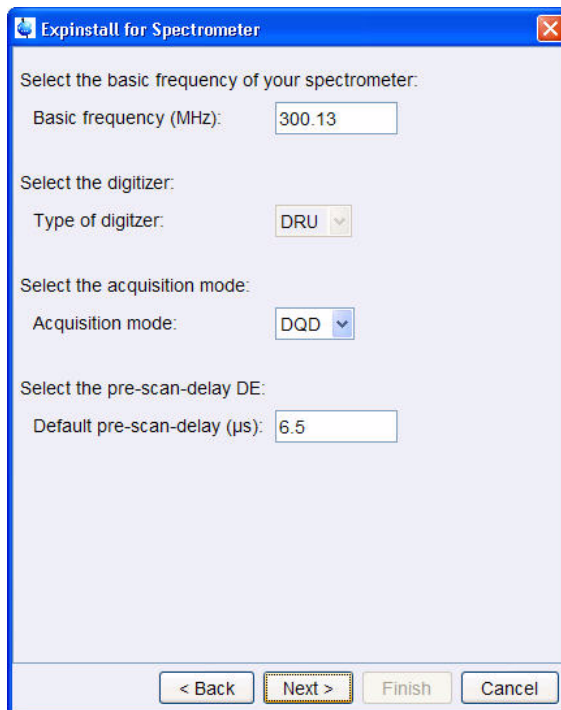 Expinstall for Spectrometer
Select the basic frequency of your spectrometer:
Basic frequency (MHz): 300.13
Select the digitizer:
Type of digitzer: DRU
Select the acquisition mode:
Acquisition mode: DQD
Select the pre-scan-delay DE:
Default pre-scan-delay (µs): 6.5
< Back Next > Finish Cancel